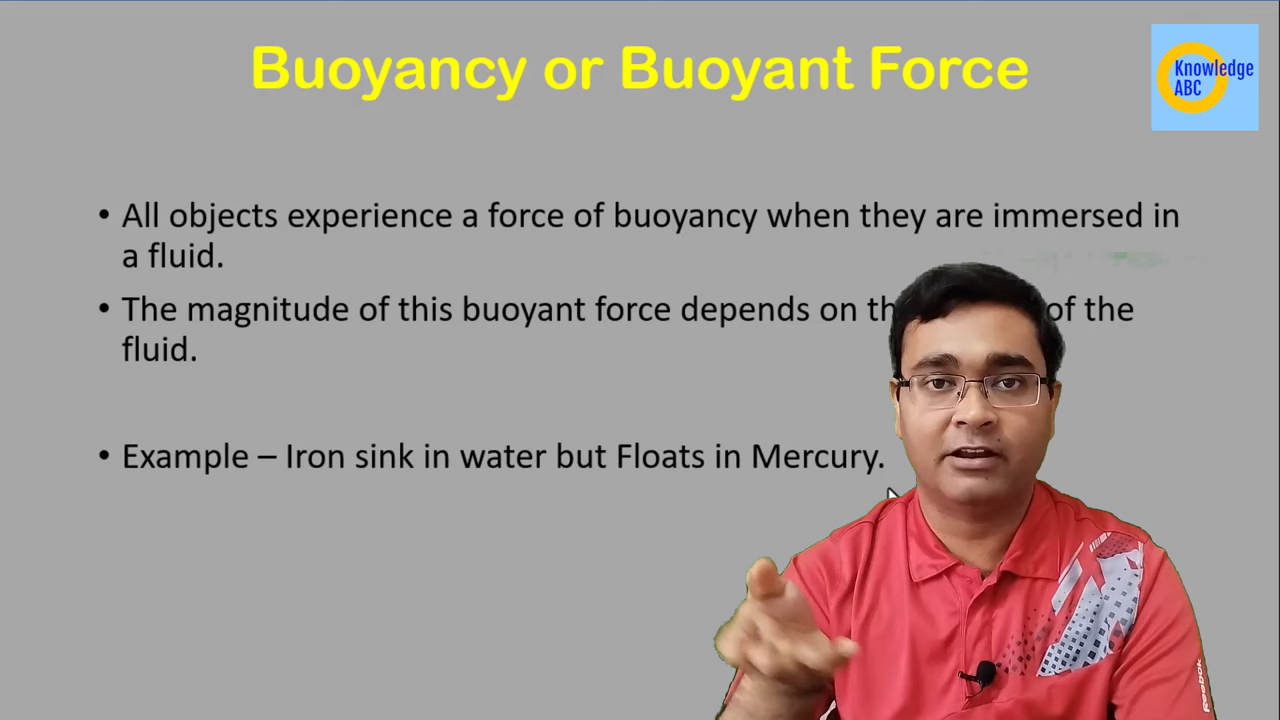 Buoyancy or Buoyant Force
Knowledge
ABC
• All objects experience a force of buoyancy when they are immersed in
a fluid.
• The magnitude of this buoyant force depends on of the
fluid.
• Example – Iron sink in water but Floats in Mercury.
Reebok